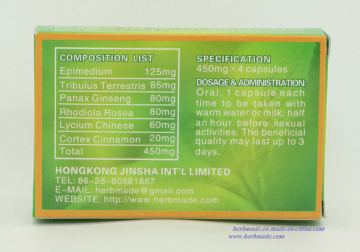 COMPOSITION LIST
Epimedium 125mg
Tribulus Terrestris 85mg
Panax Ginseng 80mg
Rhodiola Rosea 80mg
Lycium Chinese 60mg
Cortex Cinnamon 20mg
Total 450mg
SPECIFICATION
450mg×4 capsules
DOSAGE & ADMINISTRATION:
Oral, 1 capsule each
time to be taken with
warm water or milk, half
an hour before sexual
activities. The beneficial
quality may last up to 3
days.
HONGKONG JINSHA INT'L LIMITED
TEL: 86-28-80681887
E-MAIL: herbmade@gmail.com
WEBSITE: http://www.herbmade.com
herbmade.en.made-in-china.com
www.herbmade.com